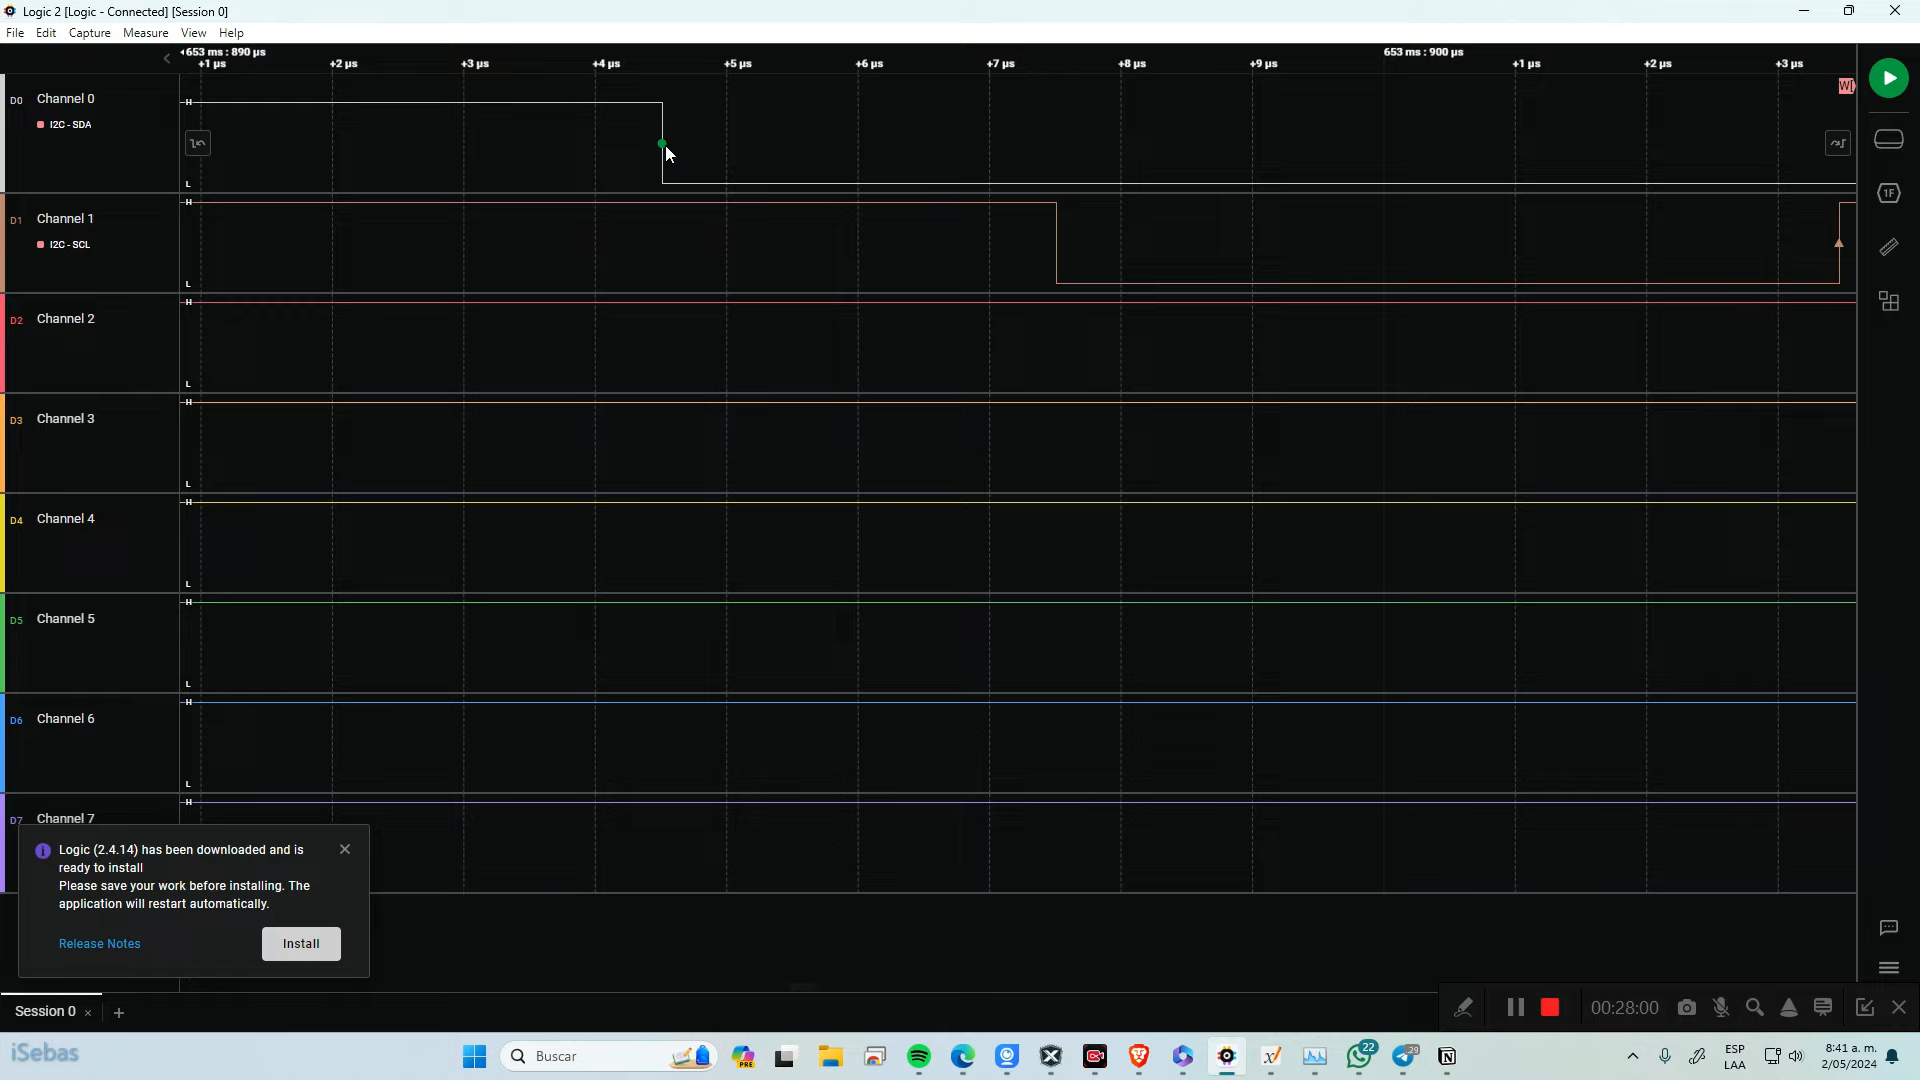 Logic 2 [Logic - Connected] [Session 0]
File Edit Capture Measure View Help
653 ms : 890 µs 653 ms : 900 µs
+1 µs +2 µs +3 µs +4 µs +5 µs +6 µs +7 µs +8 µs +9 µs +1 µs +2 µs +3 µs
D0 Channel 0 H
I2C - SDA
L
D1 Channel 1 H
I2C - SCL
L
D2 Channel 2 H
L
D3 Channel 3 H
L
D4 Channel 4 H
L
D5 Channel 5 H
L
D6 Channel 6 H
L
D7 Channel 7 H
1F
Logic (2.4.14) has been downloaded and is
ready to install
Please save your work before installing. The
application will restart automatically.
Release Notes Install
Session 0
00:28:00
iSebas
Buscar
PRE
22
29
ESP
LAA
8:41 a. m.
2/05/2024